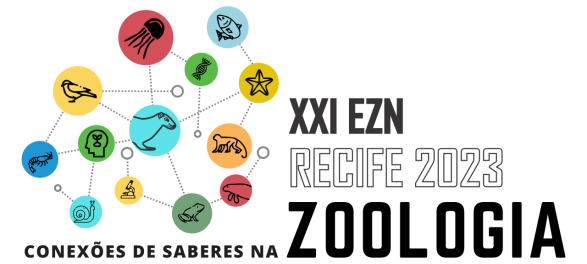 XXI EZN
RECIFE 2023
CONEXÕES DE SABERES NA ZOOLOGIA